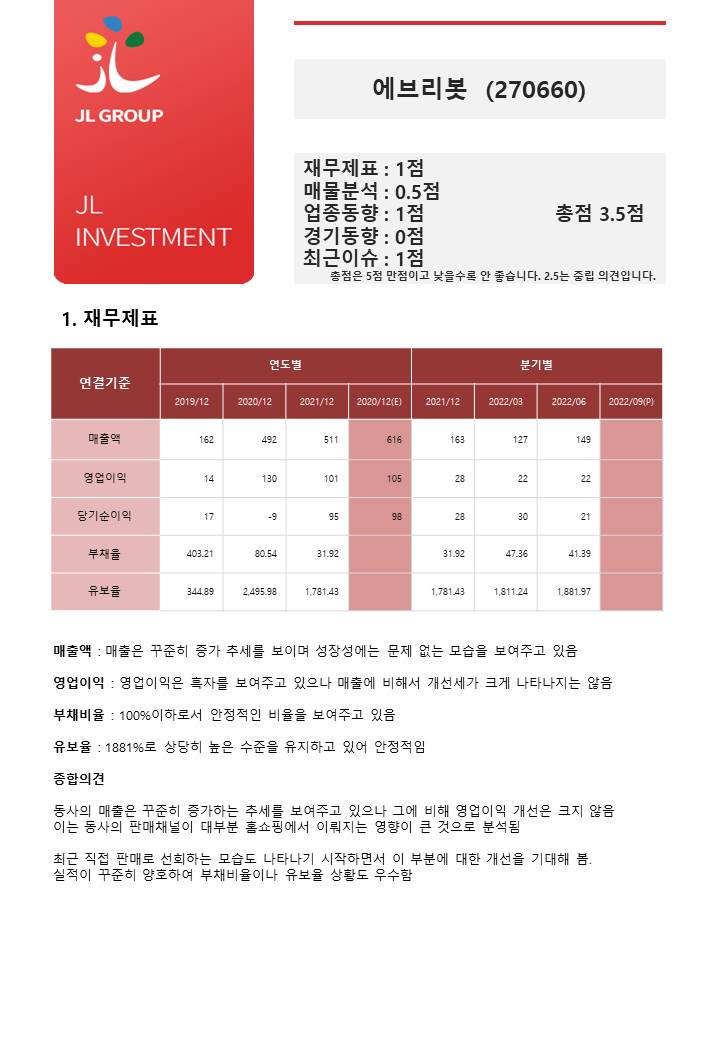 JL GROUP
JL
INVESTMENT
에브리봇 (270660)
재무제표 : 1점
매물분석 : 0.5점
업종동향 : 1점 총점 3.5점
경기동향 : 0점
최근이슈 : 1점
총점은 5점 만점이고 낮을수록 안 좋습니다. 2.5는 중립 의견입니다.
1. 재무제표
연결기준 연도별 분기별
2019/12 2020/12 2021/12 2020/12(E) 2021/12 2022/03 2022/06 2022/09(P)
매출액 162 492 511 616 163 127 149
영업이익 14 130 101 105 28 22 22
당기순이익 17 -9 95 98 28 30 21
부채율 403.21 80.54 31.92 31.92 47.36 41.39
유보율 344.89 2,495.98 1,781.43 1,781.43 1,811.24 1,881.97
매출액 : 매출은 꾸준히 증가 추세를 보이며 성장성에는 문제 없는 모습을 보여주고 있음
영업이익 : 영업이익은 흑자를 보여주고 있으나 매출에 비해서 개선세가 크게 나타나지는 않음
부채비율 : 100%이하로서 안정적인 비율을 보여주고 있음
유보율 : 1881%로 상당히 높은 수준을 유지하고 있어 안정적임
종합의견
동사의 매출은 꾸준히 증가하는 추세를 보여주고 있으나 그에 비해 영업이익 개선은 크지 않음
이는 동사의 판매채널이 대부분 홈쇼핑에서 이뤄지는 영향이 큰 것으로 분석됨
최근 직접 판매로 선회하는 모습도 나타나기 시작하면서 이 부분에 대한 개선을 기대해 봄.
실적이 꾸준히 양호하여 부채비율이나 유보율 상황도 우수함